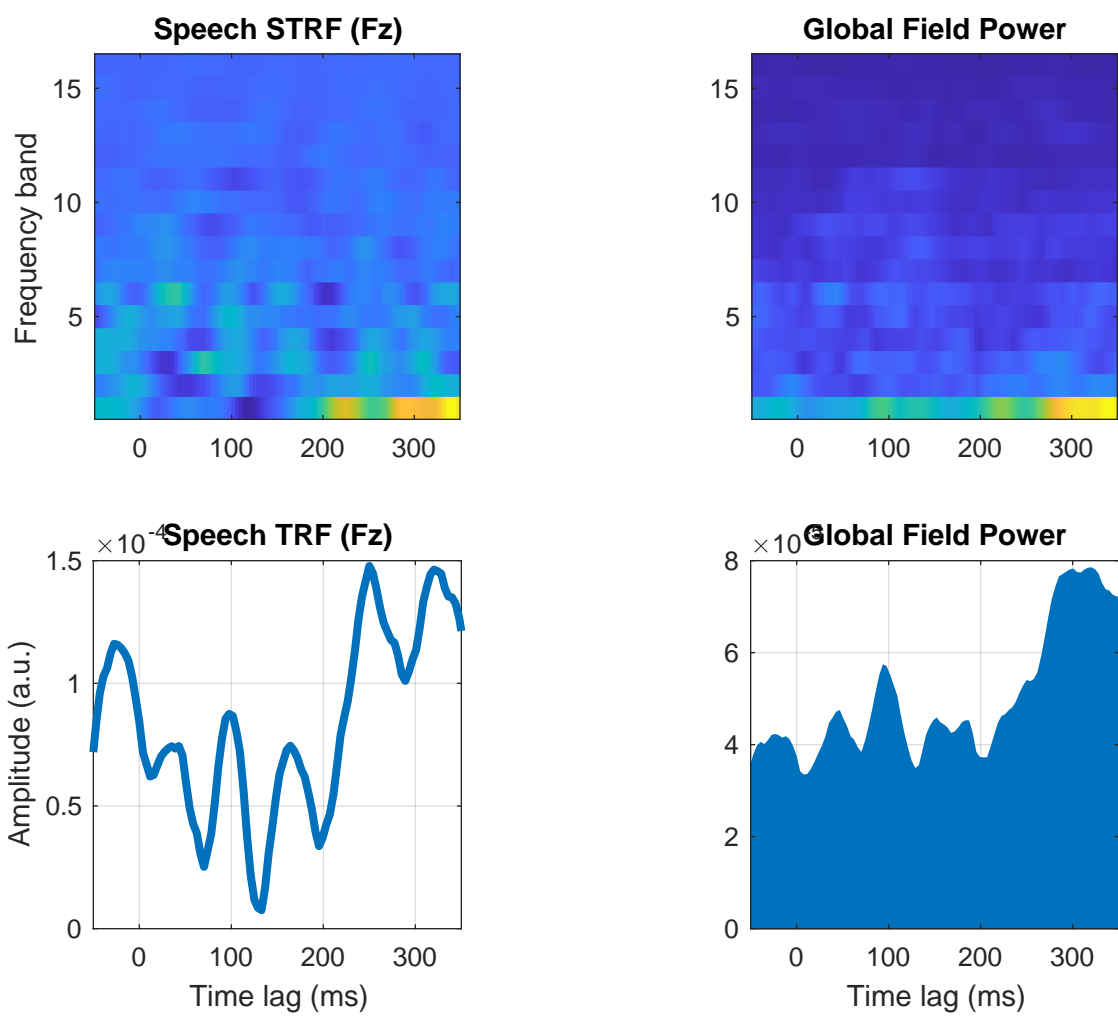 Speech STRF (Fz)
Global Field Power
Frequency band
15
10
5
0 100 200 300
15
10
5
0 100 200 300
×10-4
Speech TRF (Fz)
Global Field Power
×10
Amplitude (a.u.)
1.5
1
0.5
0
0 100 200 300
Time lag (ms)
8
6
4
2
0
0 100 200 300
Time lag (ms)